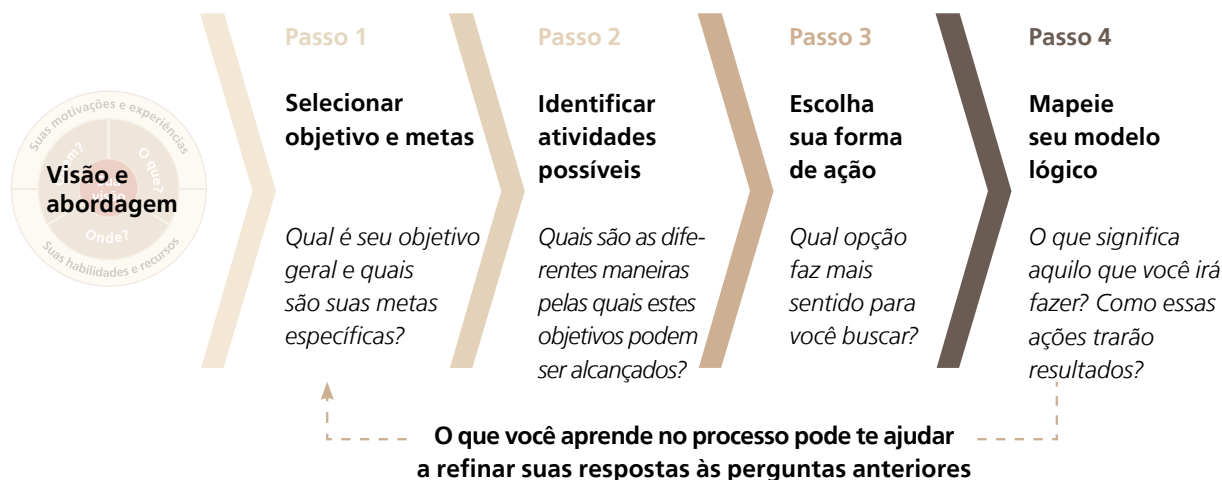 Suas motivações e experiências
O que?
Onde?
Suas habilidades e recursos
Visão e
abordagem
Passo 1
Selecionar
objetivo e metas
Qual é seu objetivo
geral e quais
são suas metas
específicas?
Passo 2
Identificar
atividades
possíveis
Quais são as dife-
rentes maneiras
pelas quais estes
objetivos podem
ser alcançados?
Passo 3
Escolha
sua forma
de ação
Qual opção
faz mais
sentido para
você buscar?
Passo 4
Mapeie
seu modelo
lógico
O que significa
aquilo que você irá
fazer? Como essas
ações trarão
resultados?
O que você aprende no processo pode te ajudar
a refinar suas respostas às perguntas anteriores